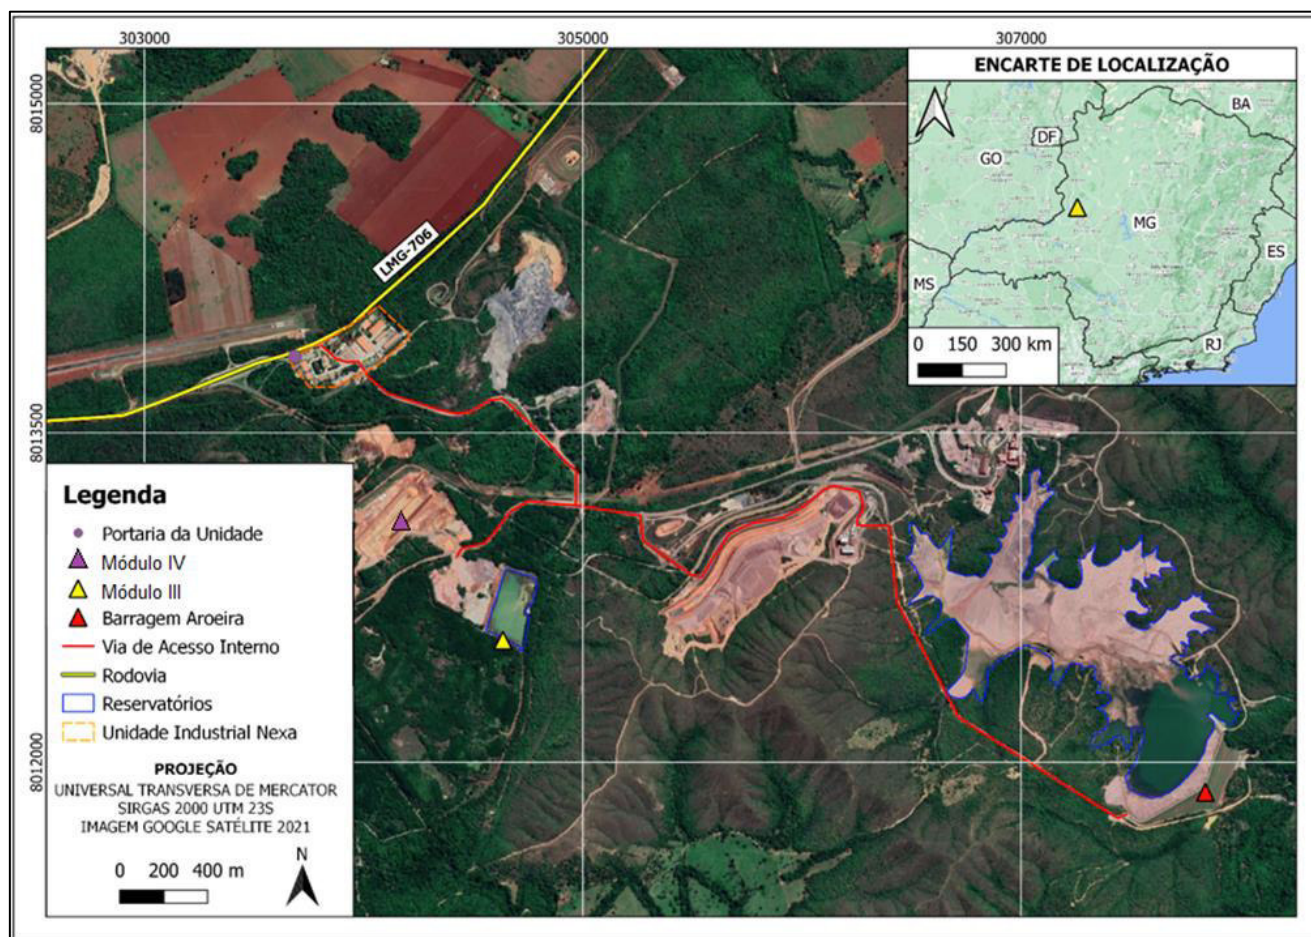 303000
305000
307000
8015000
8013500
8012000
LMG-706
ENCARTE DE LOCALIZAÇÃO
BA
DF
GO
MG
ES
MS
RJ
0 150 300 km
Legenda
Portaria da Unidade
Módulo IV
Módulo III
Barragem Aroeira
Via de Acesso Interno
Rodovia
Reservatórios
Unidade Industrial Nexa
PROJEÇÃO
UNIVERSAL TRANSVERSA DE MERCATOR
SIRGAS 2000 UTM 23S
IMAGEM GOOGLE SATÉLITE 2021
0 200 400 m
N